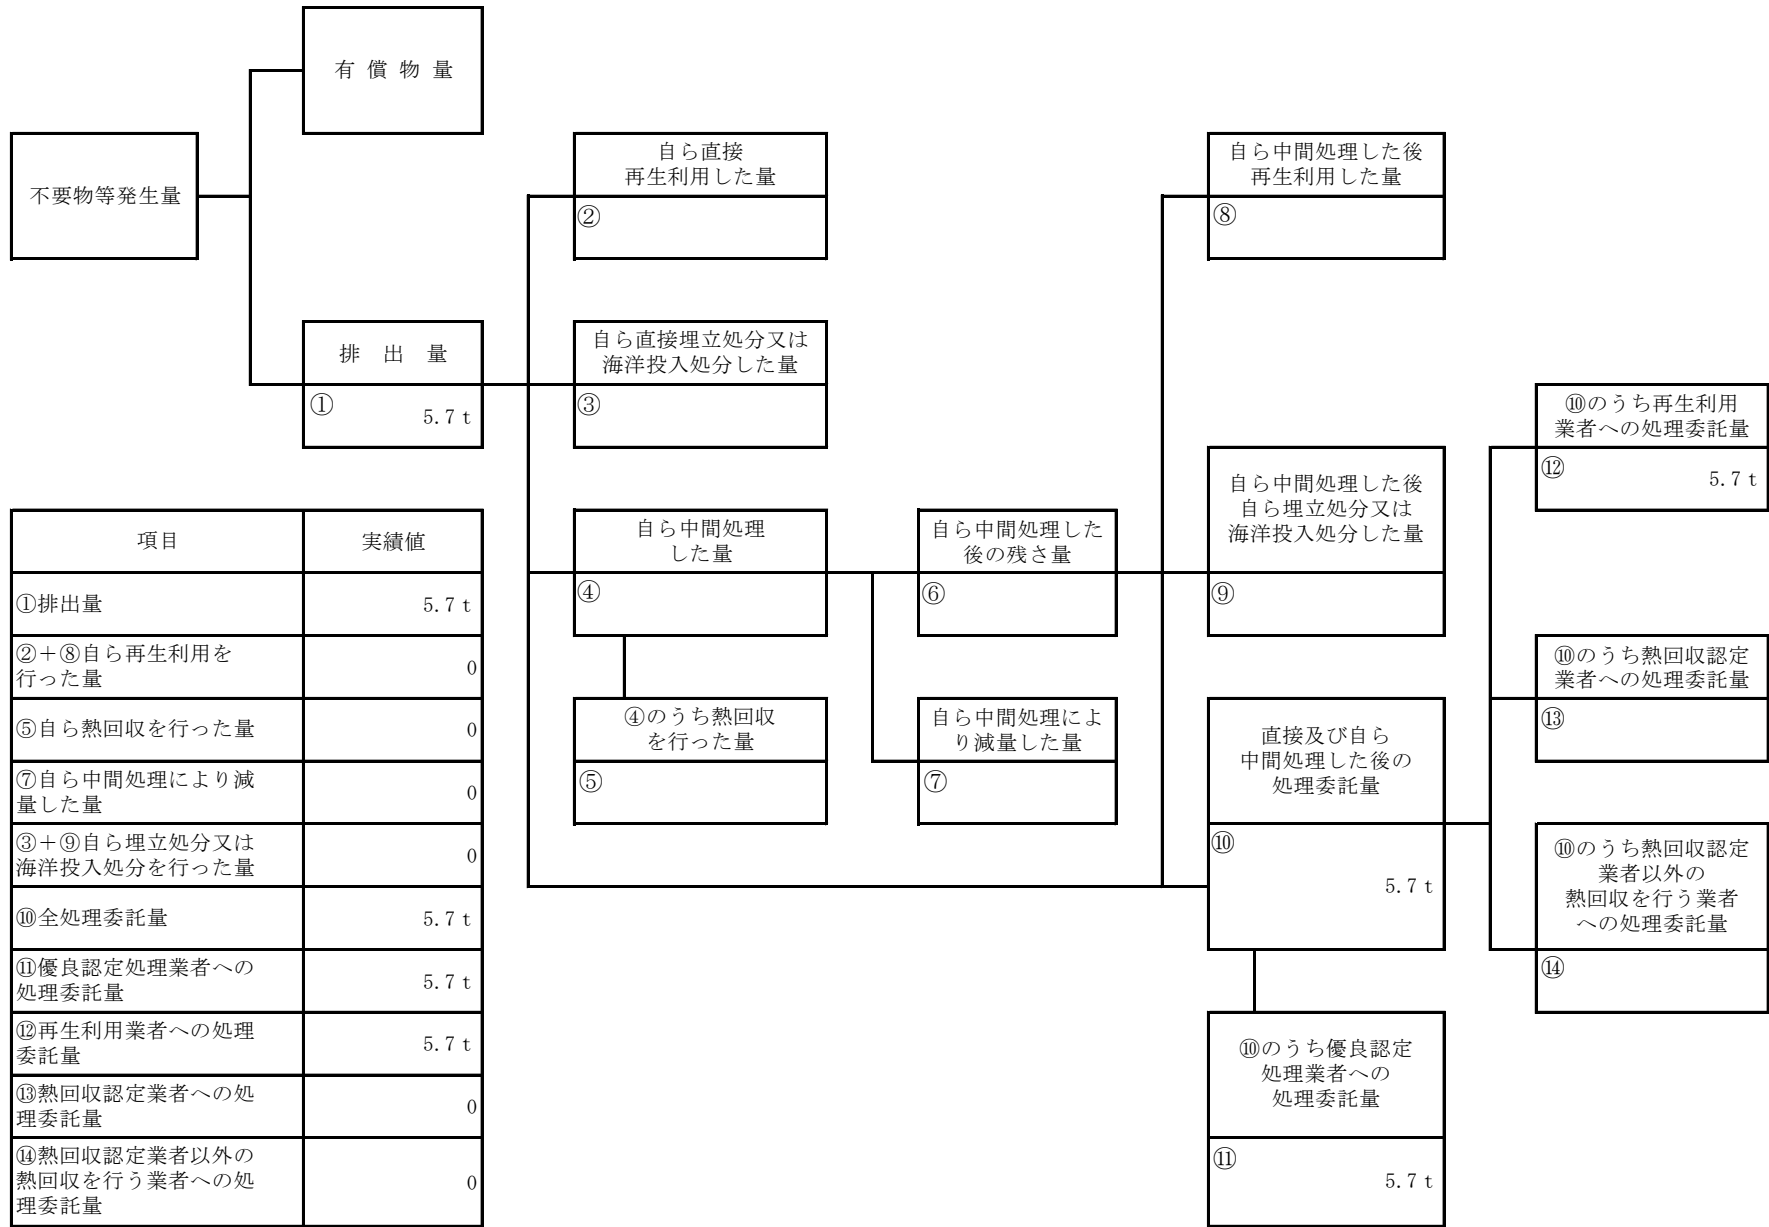 有 償 物 量
不要物等発生量
自ら直接
再生利用した量
②
自ら中間処理した後
再生利用した量
⑧
排 出 量
①
5.7 t
自ら直接埋立処分又は
海洋投入処分した量
③
⑩のうち再生利用
業者への処理委託量
⑫
5.7 t
自ら中間処理
した量
④
自ら中間処理した
後の残さ量
⑥
自ら中間処理した後
自ら埋立処分又は
海洋投入処分した量
⑨
⑩のうち熱回収認定
業者への処理委託量
⑬
④のうち熱回収
を行った量
⑤
自ら中間処理によ
り減量した量
⑦
直接及び自ら
中間処理した後の
処理委託量
⑩
5.7 t
⑩のうち熱回収認定
業者以外の
熱回収を行う業者
への処理委託量
⑭
⑩のうち優良認定
処理業者への
処理委託量
⑪
5.7 t
項目 実績値
①排出量 5.7 t
②+⑧自ら再生利用を
行った量 0
⑤自ら熱回収を行った量 0
⑦自ら中間処理により減
量した量 0
③+⑨自ら埋立処分又は
海洋投入処分を行った量 0
⑩全処理委託量 5.7 t
⑪優良認定処理業者への
処理委託量 5.7 t
⑫再生利用業者への処理
委託量 5.7 t
⑬熱回収認定業者への処
理委託量 0
⑭熱回収認定業者以外の
熱回収を行う業者への処
理委託量 0